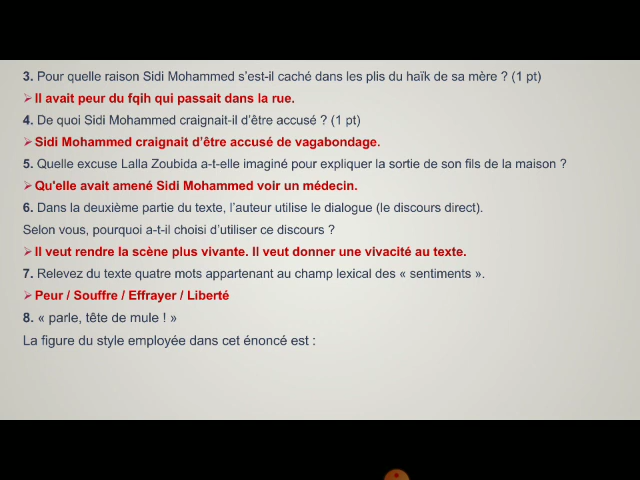 3. Pour quelle raison Sidi Mohammed s'est-il caché dans les plis du haïk de sa mère ? (1 pt)
➢Il avait peur du fqih qui passait dans la rue.
4. De quoi Sidi Mohammed craignait-il d'être accusé ? (1 pt)
➢Sidi Mohammed craignait d'être accusé de vagabondage.
5. Quelle excuse Lalla Zoubida a-t-elle imaginé pour expliquer la sortie de son fils de la maison ?
➢Qu'elle avait amené Sidi Mohammed voir un médecin.
6. Dans la deuxième partie du texte, l'auteur utilise le dialogue (le discours direct).
Selon vous, pourquoi a-t-il choisi d'utiliser ce discours ?
➢Il veut rendre la scène plus vivante. Il veut donner une vivacité au texte.
7. Relevez du texte quatre mots appartenant au champ lexical des « sentiments ».
➢Peur / Souffre / Effrayer / Liberté
8. « parle, tête de mule ! »
La figure du style employée dans cet énoncé est :